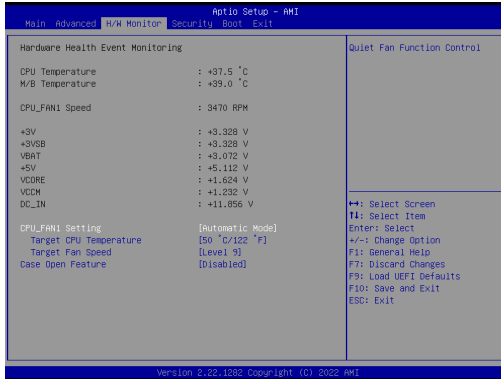 Aptio Setup - AMI
Main Advanced H/W Monitor Security Boot Exit
Hardware Health Event Monitoring
CPU Temperature : +37.5 °C
M/B Temperature : +39.0 °C
CPU_FAN1 Speed : 3470 RPM
+3V : +3.328 V
+3VSB : +3.328 V
VBAT : +3.072 V
+5V : +5.112 V
VCORE : +1.624 V
VCCM : +1.232 V
DC_IN : +11.856 V
CPU_FAN1 Setting [Automatic Mode]
Target CPU Temperature [50 °C/122 °F]
Target Fan Speed [Level 9]
Case Open Feature [Disabled]
Quiet Fan Function Control
↔: Select Screen
↑↓: Select Item
Enter: Select
+/-: Change Option
F1: General Help
F7: Discard Changes
F9: Load UEFI Defaults
F10: Save and Exit
ESC: Exit
Version 2.22.1282 Copyright (C) 2022 AMI